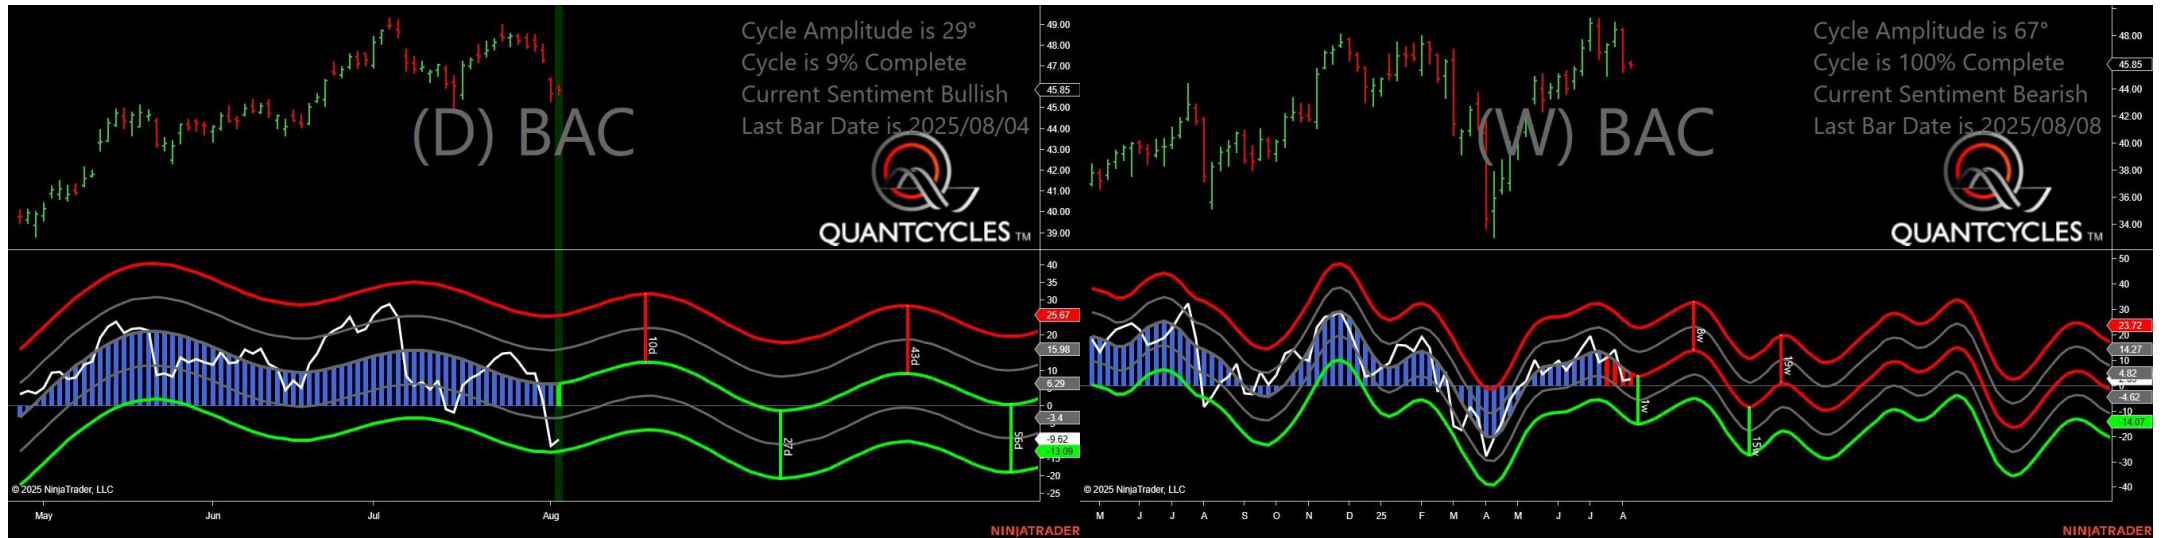 Cycle Amplitude is 29°
Cycle is 9% Complete
Current Sentiment Bullish
Last Bar Date is 2025/08/04
(D) BAC
QUANTCYCLES TM
49.00
48.00
47.00
45.85
45.00
44.00
43.00
42.00
41.00
40.00
39.00
40
35
30
25.67
20
15.98
10
6.29
0
-3.4
-9.62
-13.09
-20
-25
10d
27d
43d
56d
© 2025 NinjaTrader, LLC
May Jun Jul Aug
NINJATRADER
Cycle Amplitude is 67°
Cycle is 100% Complete
Current Sentiment Bearish
Last Bar Date is 2025/08/08
(W) BAC
QUANTCYCLES TM
48.00
45.85
44.00
42.00
40.00
38.00
36.00
34.00
50
40
30
23.72
20
14.27
10
4.82
-4.62
-10
-14.07
-20
-30
-40
1w
8w
15w
© 2025 NinjaTrader, LLC
M J J A S O N D 25 F M A M J J A
NINJATRADER